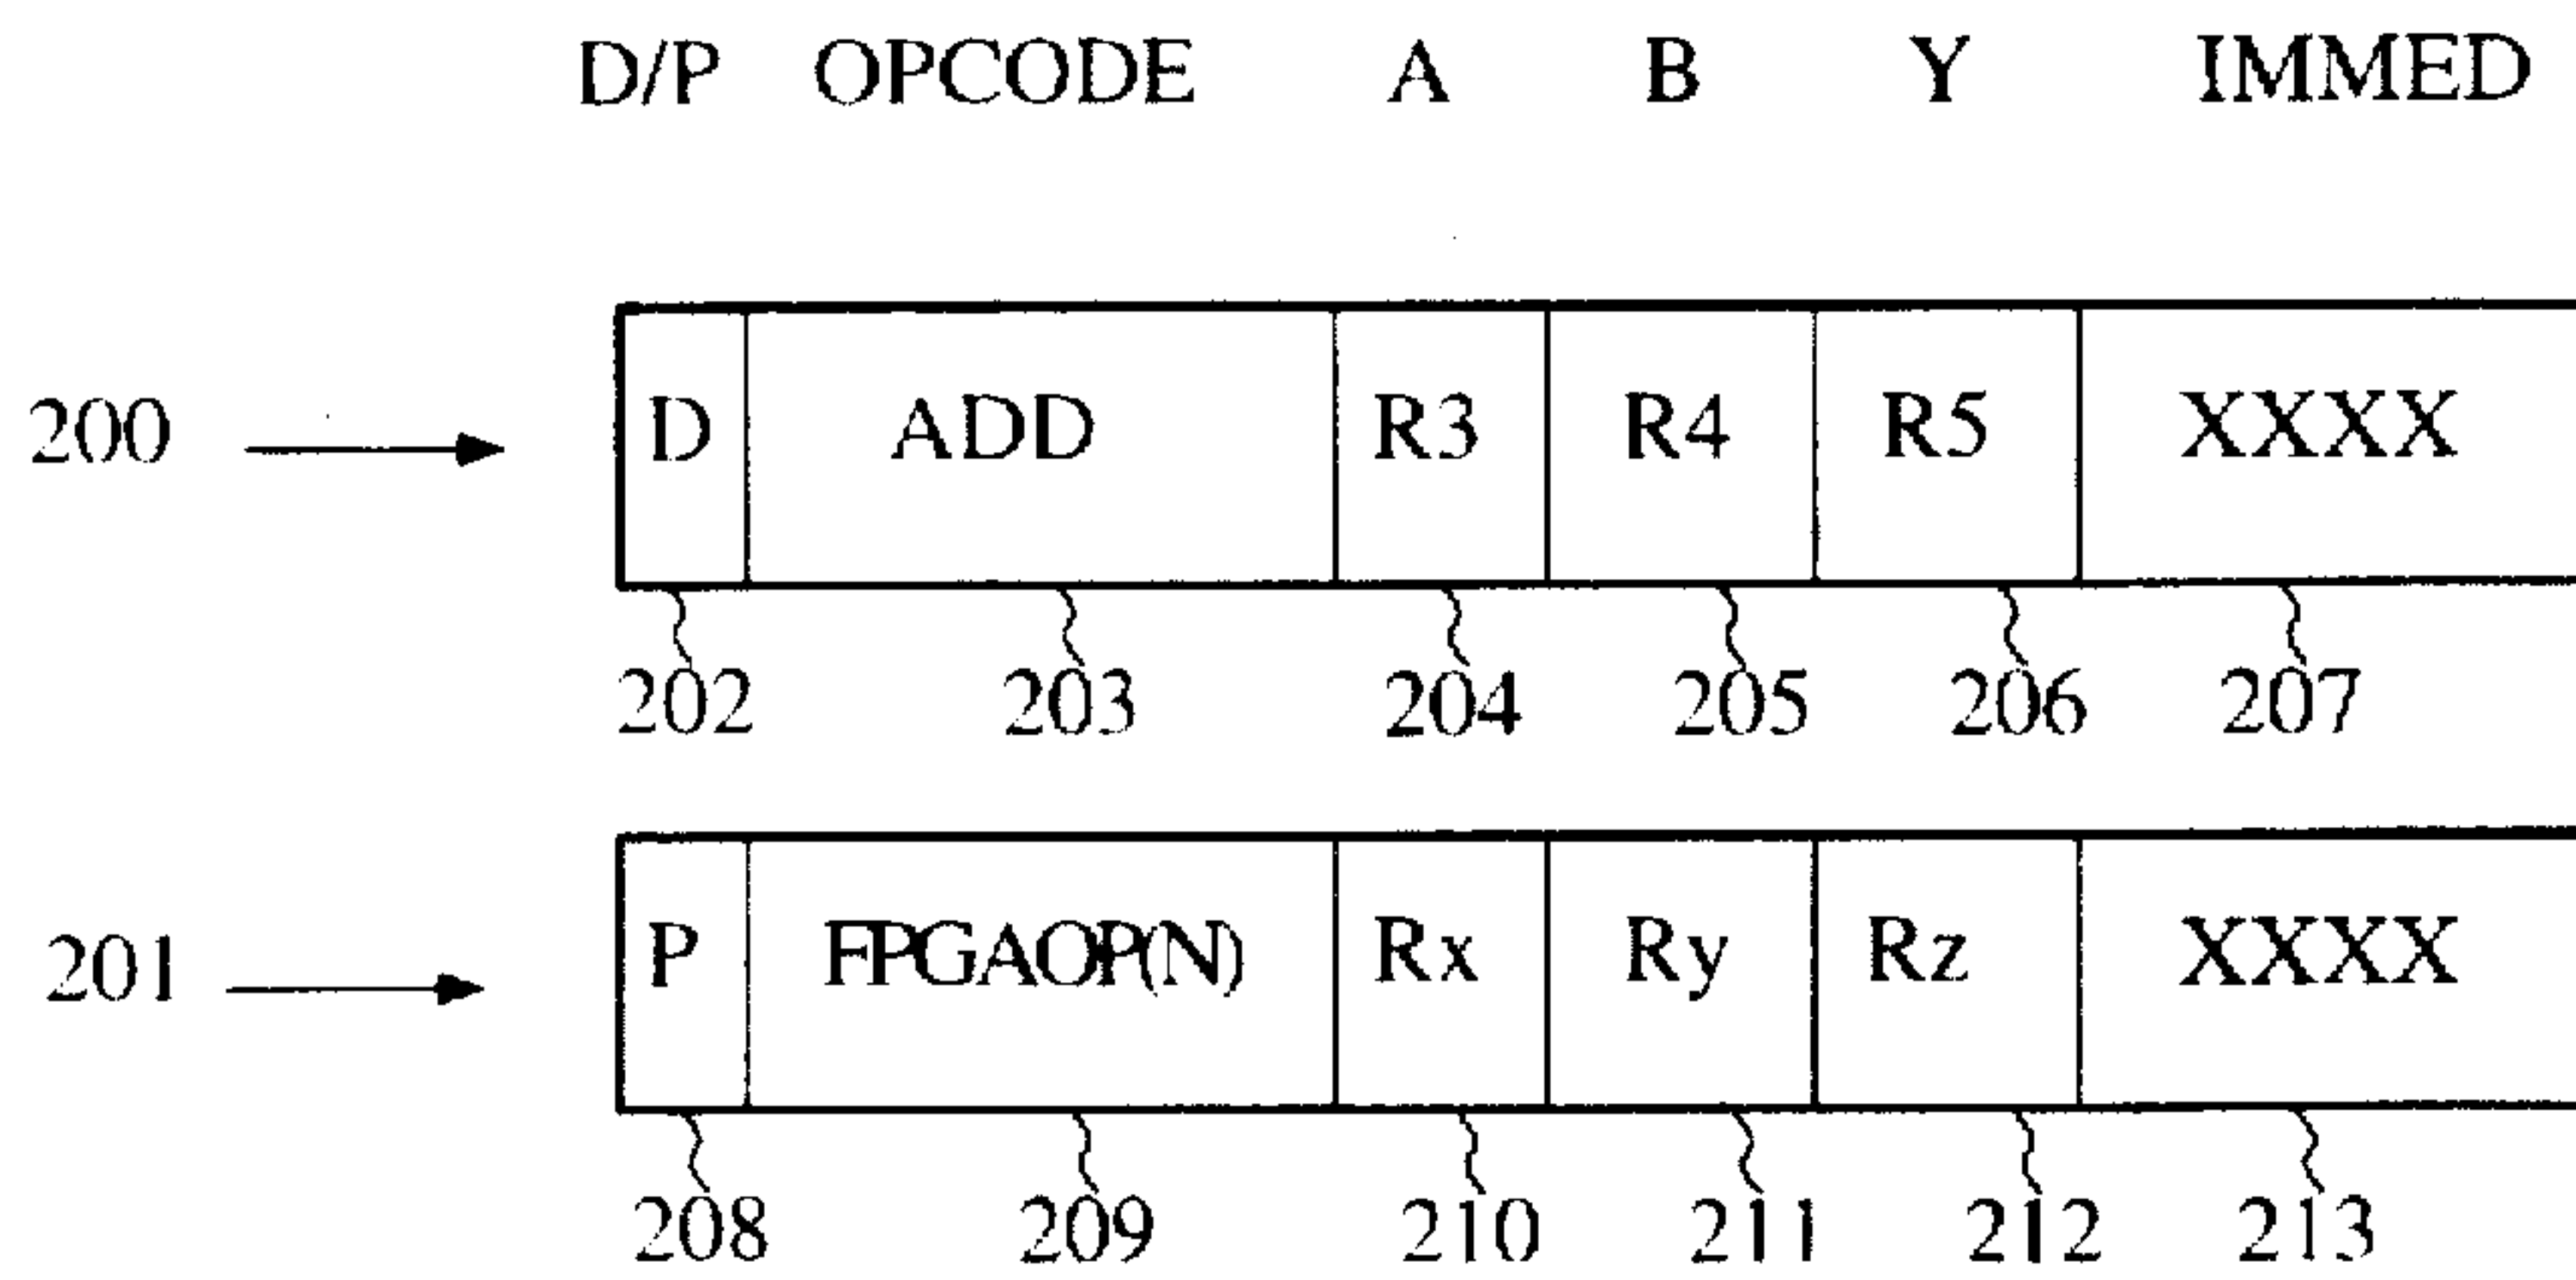 D/P OPCODE A B Y IMMED
200 D ADD R3 R4 R5 XXXX
202 203 204 205 206 207
201 P FPGAOP(N) Rx Ry Rz XXXX
208 209 210 211 212 213